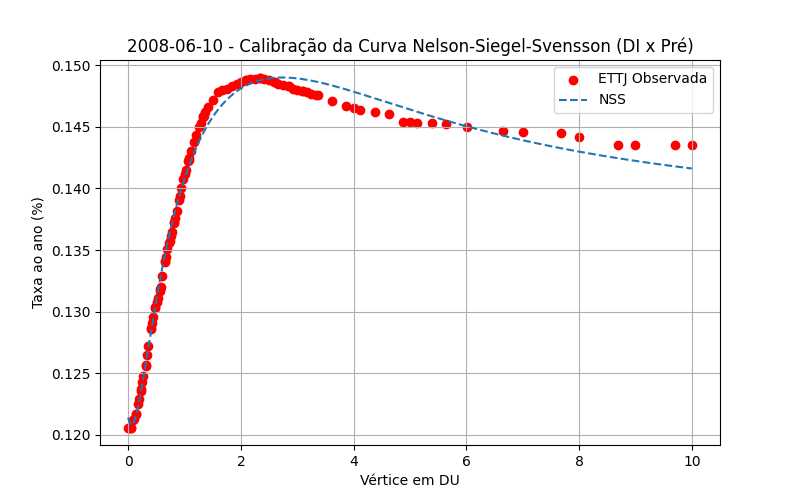 2008-06-10 - Calibração da Curva Nelson-Siegel-Svensson (DI x Pré)
ETTJ Observada
NSS
Taxa ao ano (%)
0.150
0.145
0.140
0.135
0.130
0.125
0.120
0 2 4 6 8 10
Vértice em DU